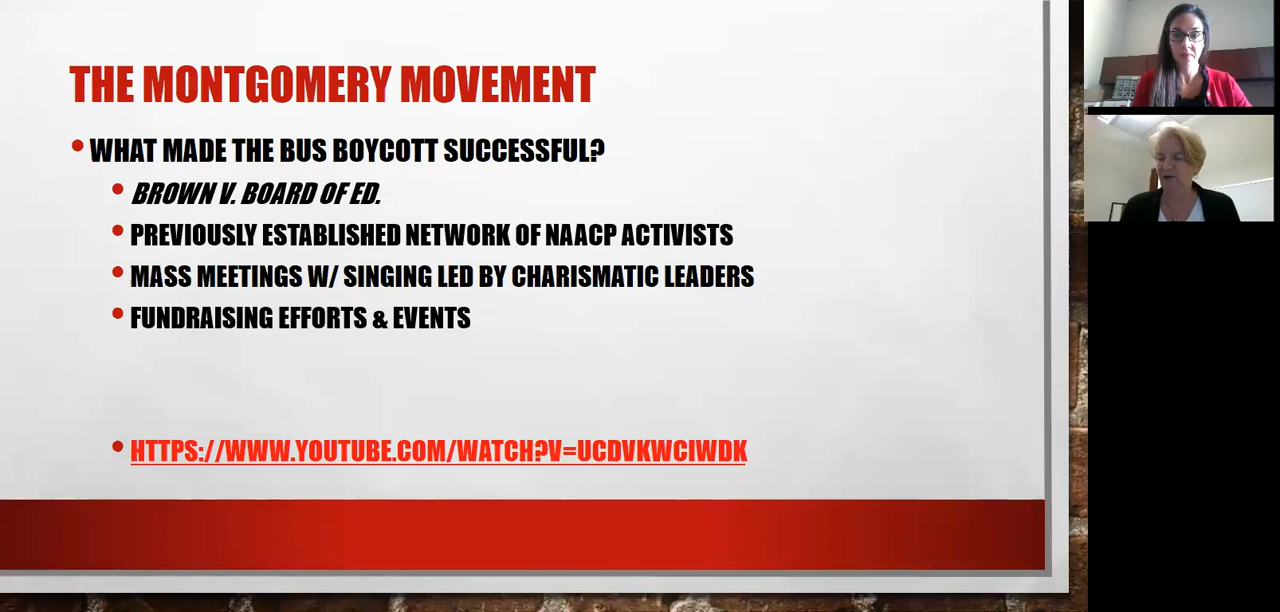 THE MONTGOMERY MOVEMENT
• WHAT MADE THE BUS BOYCOTT SUCCESSFUL?
• BROWN V. BOARD OF ED.
• PREVIOUSLY ESTABLISHED NETWORK OF NAACP ACTIVISTS
• MASS MEETINGS W/ SINGING LED BY CHARISMATIC LEADERS
• FUNDRAISING EFFORTS & EVENTS
• HTTPS://WWW.YOUTUBE.COM/WATCH?V=UCDVKWCIWDK